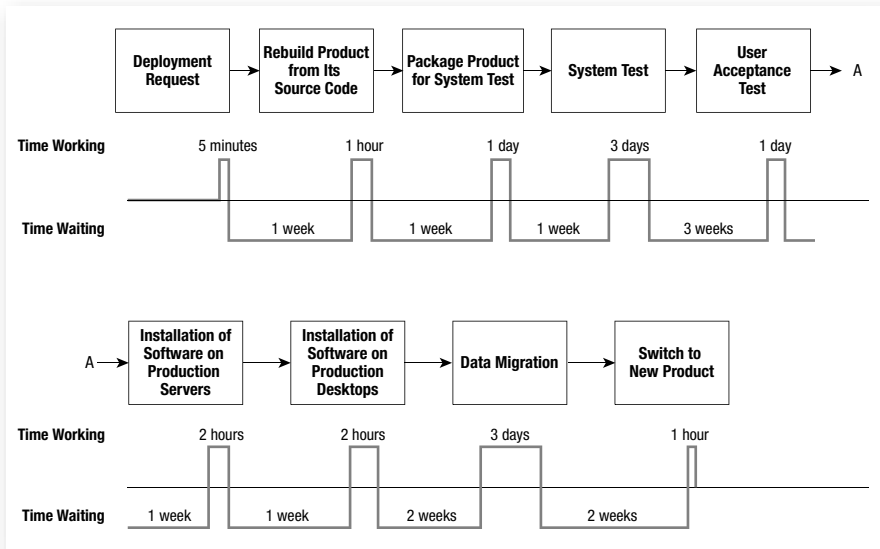 Deployment
Request
Rebuild Product
from Its
Source Code
Package Product
for System Test
System Test
User
Acceptance
Test
A
Time Working
5 minutes
1 hour
1 day
3 days
1 day
Time Waiting
1 week
1 week
1 week
3 weeks
A
Installation of
Software on
Production
Servers
Installation of
Software on
Production
Desktops
Data Migration
Switch to
New Product
Time Working
2 hours
2 hours
3 days
1 hour
Time Waiting
1 week
1 week
2 weeks
2 weeks